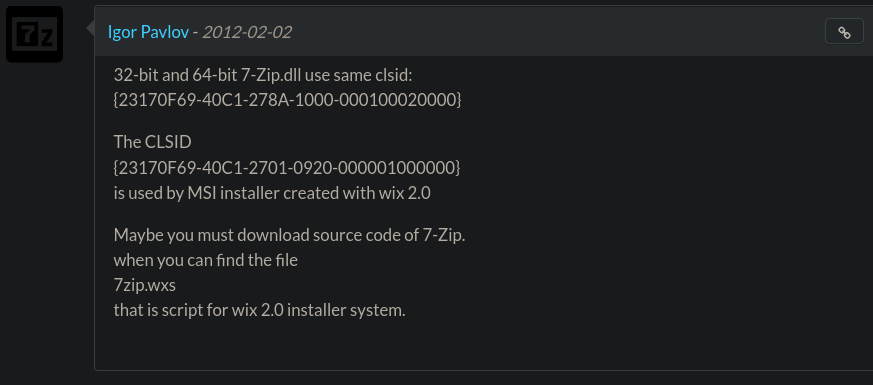 7z
Igor Pavlov - 2012-02-02
32-bit and 64-bit 7-Zip.dll use same clsid:
{23170F69-40C1-278A-1000-000100020000}
The CLSID
{23170F69-40C1-2701-0920-000001000000}
is used by MSI installer created with wix 2.0
Maybe you must download source code of 7-Zip.
when you can find the file
7zip.wxs
that is script for wix 2.0 installer system.